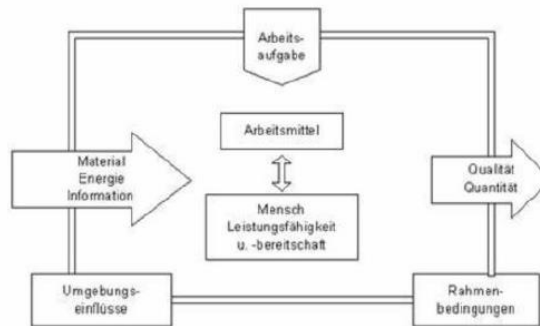 Arbeits-
aufgabe
Arbeitsmittel
Material
Energie
Information
Qualität
Quantität
Mensch
Leistungsfähigkeit
u. -bereitschaft
Umgebungs-
einflüsse
Rahmen-
bedingungen